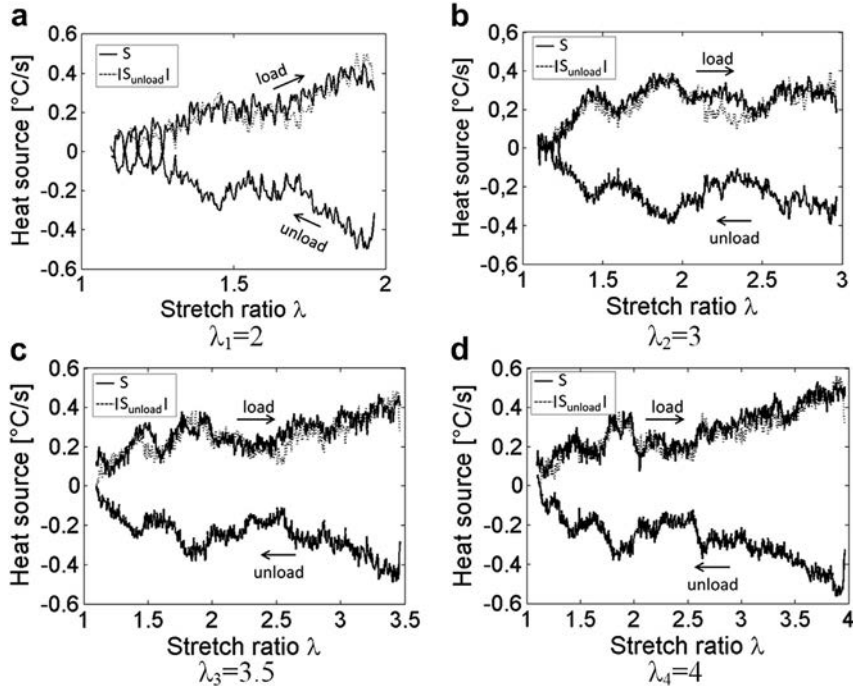 a
Heat source [°C/s]
0.6
0.4
0.2
0
-0.2
-0.4
-0.6
S
|S_unload|
load
unload
1
1.5
2
Stretch ratio λ
λ₁=2
b
Heat source [°C/s]
0,6
0.4
0.2
0
-0.2
-0.4
-0,6
S
|S_unload|
load
unload
1
1.5
2
2.5
3
Stretch ratio λ
λ₂=3
c
Heat source [°C/s]
0.6
0.4
0.2
0
-0.2
-0.4
-0.6
S
|S_unload|
load
unload
1
1.5
2
2.5
3
3.5
Stretch ratio λ
λ₃=3.5
d
Heat source [°C/s]
0.6
0.4
0.2
0
-0.2
-0.4
-0.6
S
|S_unload|
load
unload
1
1.5
2
2.5
3
3.5
4
Stretch ratio λ
λ₄=4